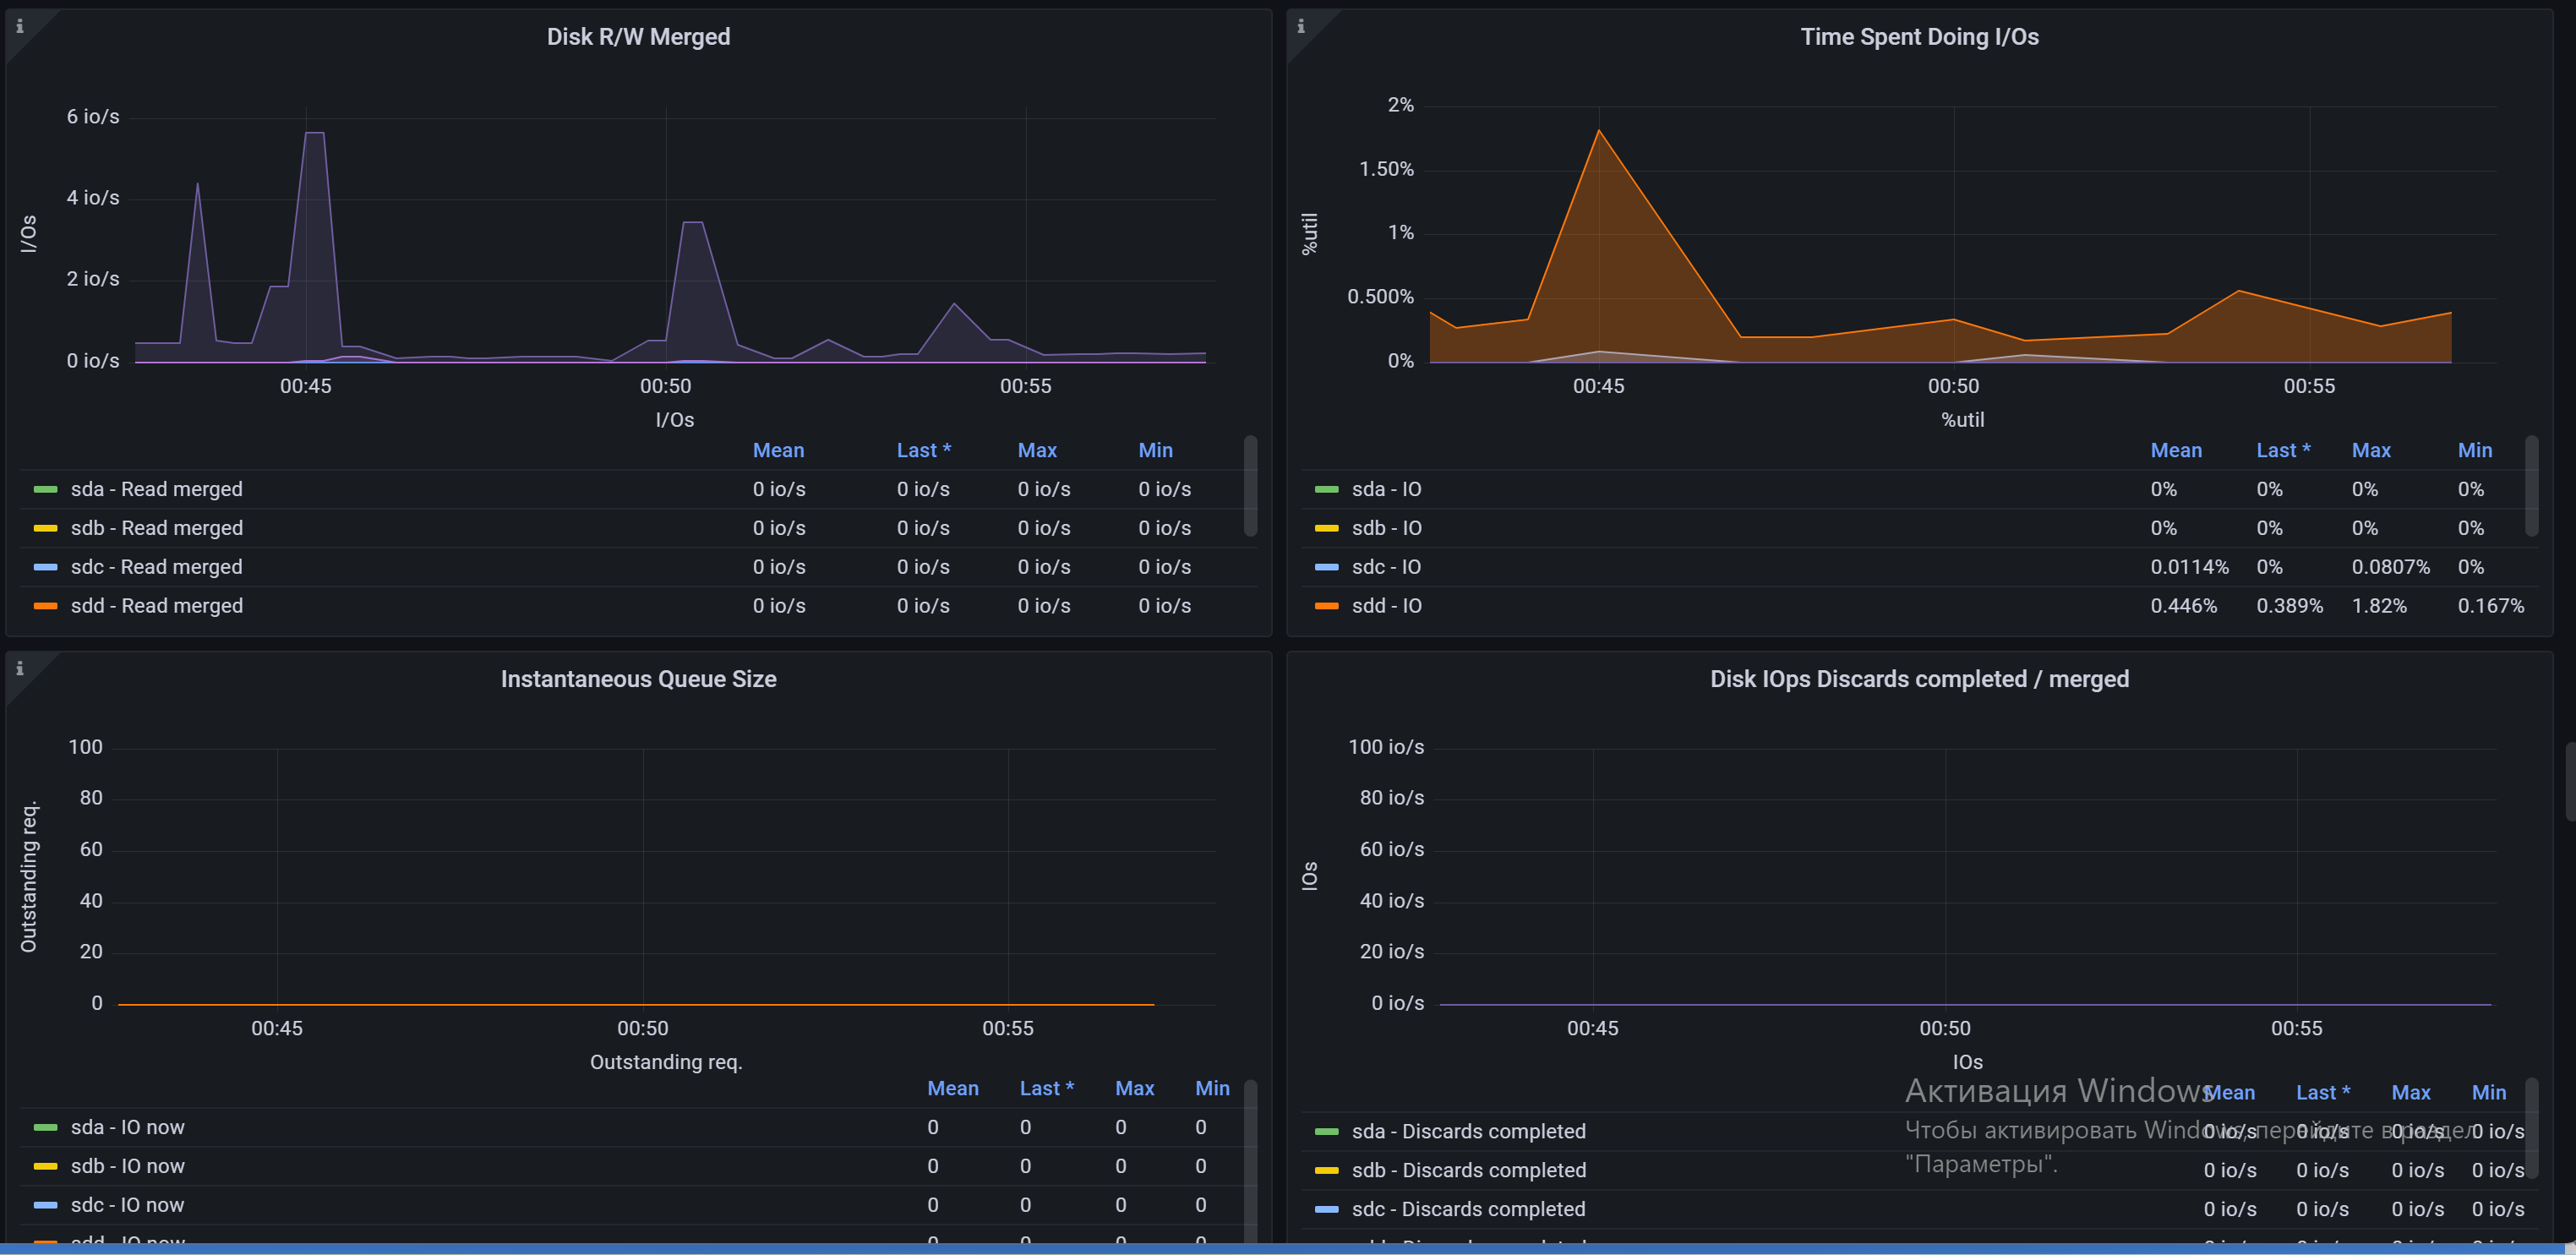 Disk R/W Merged
6 io/s
4 io/s
2 io/s
0 io/s
I/Os
00:45 00:50 00:55
I/Os
Mean Last * Max Min
sda - Read merged 0 io/s 0 io/s 0 io/s 0 io/s
sdb - Read merged 0 io/s 0 io/s 0 io/s 0 io/s
sdc - Read merged 0 io/s 0 io/s 0 io/s 0 io/s
sdd - Read merged 0 io/s 0 io/s 0 io/s 0 io/s
Time Spent Doing I/Os
2%
1.50%
1%
0.500%
0%
%util
00:45 00:50 00:55
%util
Mean Last * Max Min
sda - IO 0% 0% 0% 0%
sdb - IO 0% 0% 0% 0%
sdc - IO 0.0114% 0% 0.0807% 0%
sdd - IO 0.446% 0.389% 1.82% 0.167%
Instantaneous Queue Size
100
80
60
40
20
0
Outstanding req.
00:45 00:50 00:55
Outstanding req.
Mean Last * Max Min
sda - IO now 0 0 0 0
sdb - IO now 0 0 0 0
sdc - IO now 0 0 0 0
sdd - IO now 0 0 0 0
Disk IOps Discards completed / merged
100 io/s
80 io/s
60 io/s
40 io/s
20 io/s
0 io/s
IOs
00:45 00:50 00:55
IOs
Mean Last * Max Min
sda - Discards completed 0 io/s 0 io/s 0 io/s 0 io/s
sdb - Discards completed 0 io/s 0 io/s 0 io/s 0 io/s
sdc - Discards completed 0 io/s 0 io/s 0 io/s 0 io/s
Активация Windows
Чтобы активировать Windows, перейдите в раздел
"Параметры".